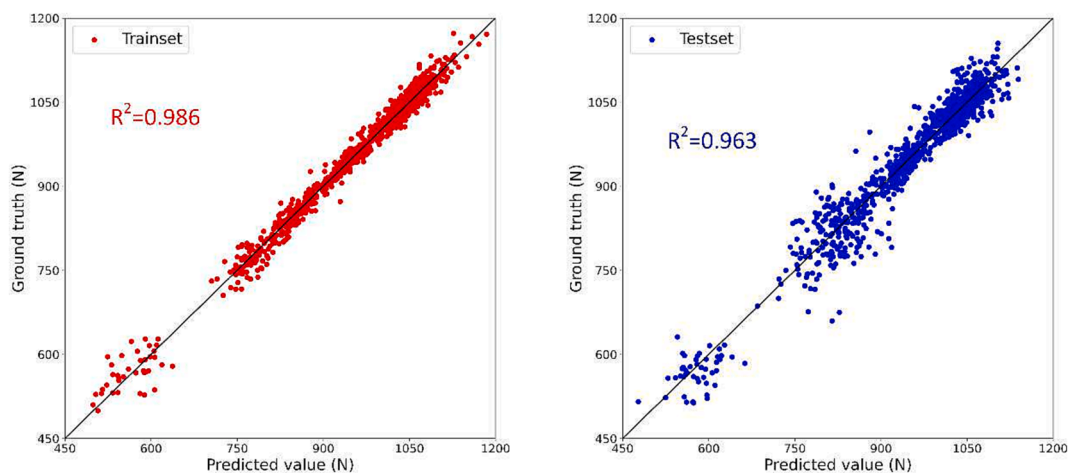 Trainset
R²=0.986
1200
1050
900
750
600
450
Ground truth (N)
450 600 750 900 1050 1200
Predicted value (N)
Testset
R²=0.963
1200
1050
900
750
600
450
Ground truth (N)
450 600 750 900 1050 1200
Predicted value (N)